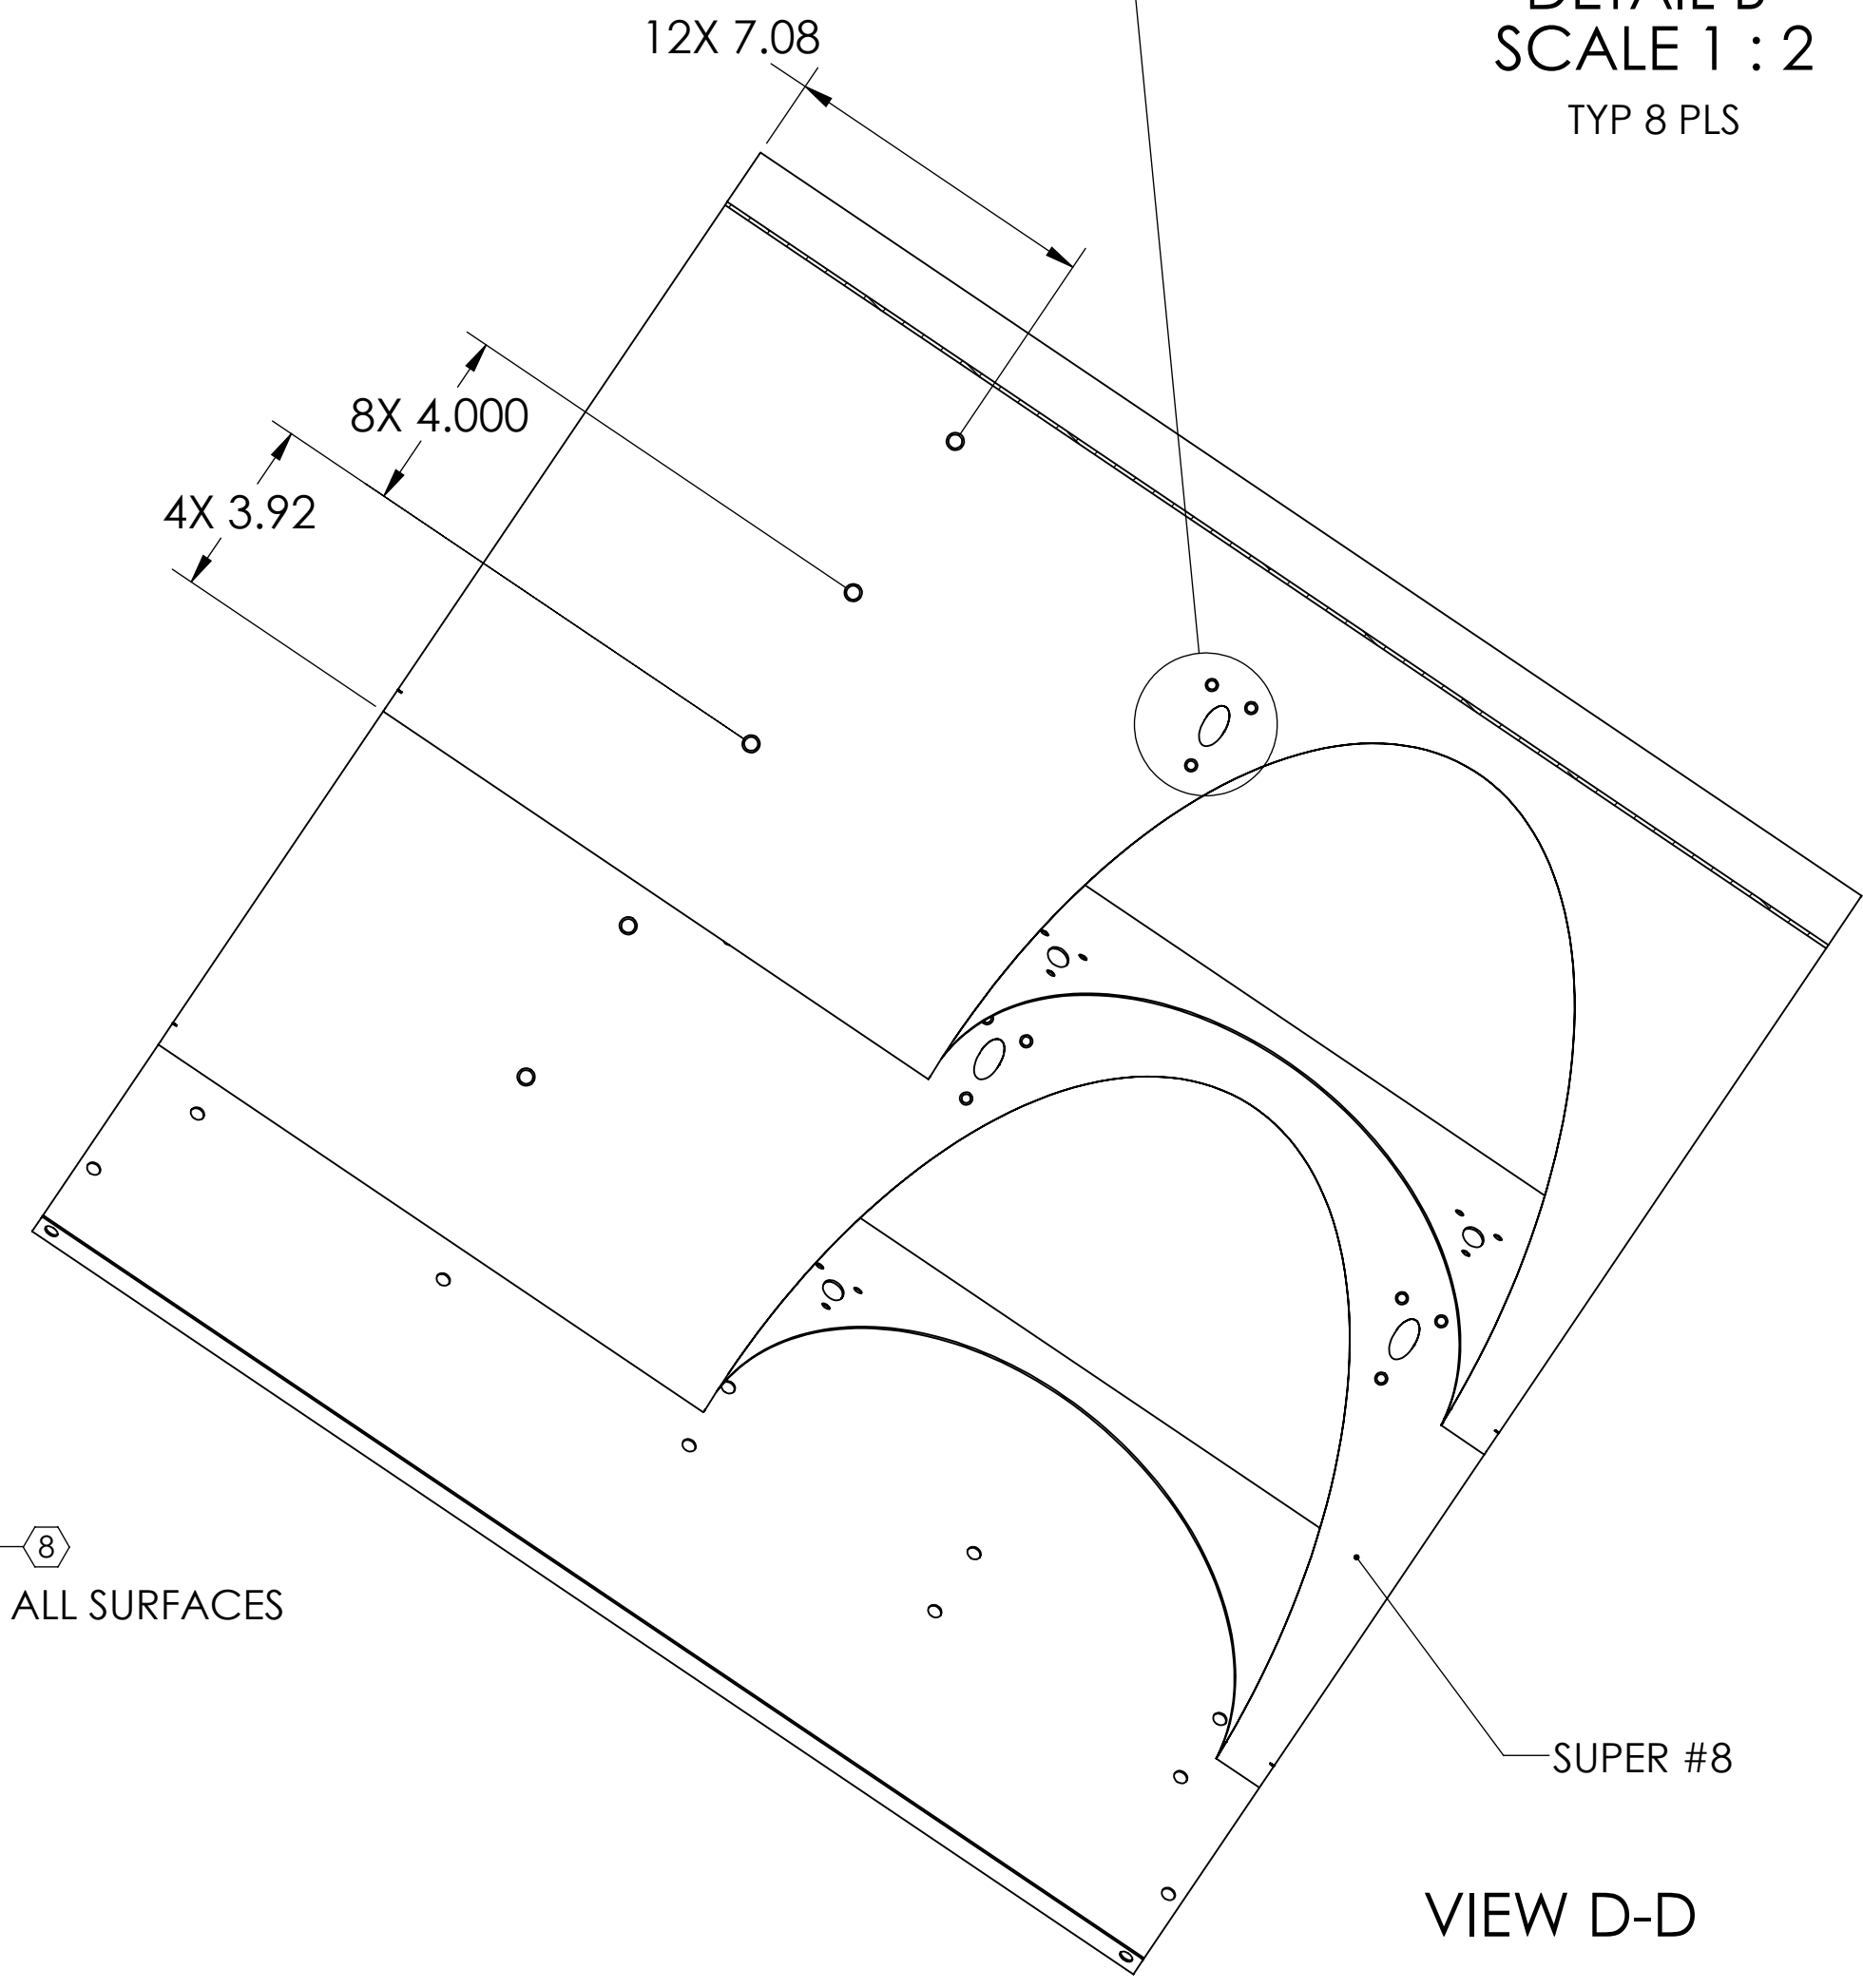 DETAIL B
SCALE 1 : 2
TYP 8 PLS
12X 7.08
8X 4.000
4X 3.92
8
ALL SURFACES
SUPER #8
VIEW D-D